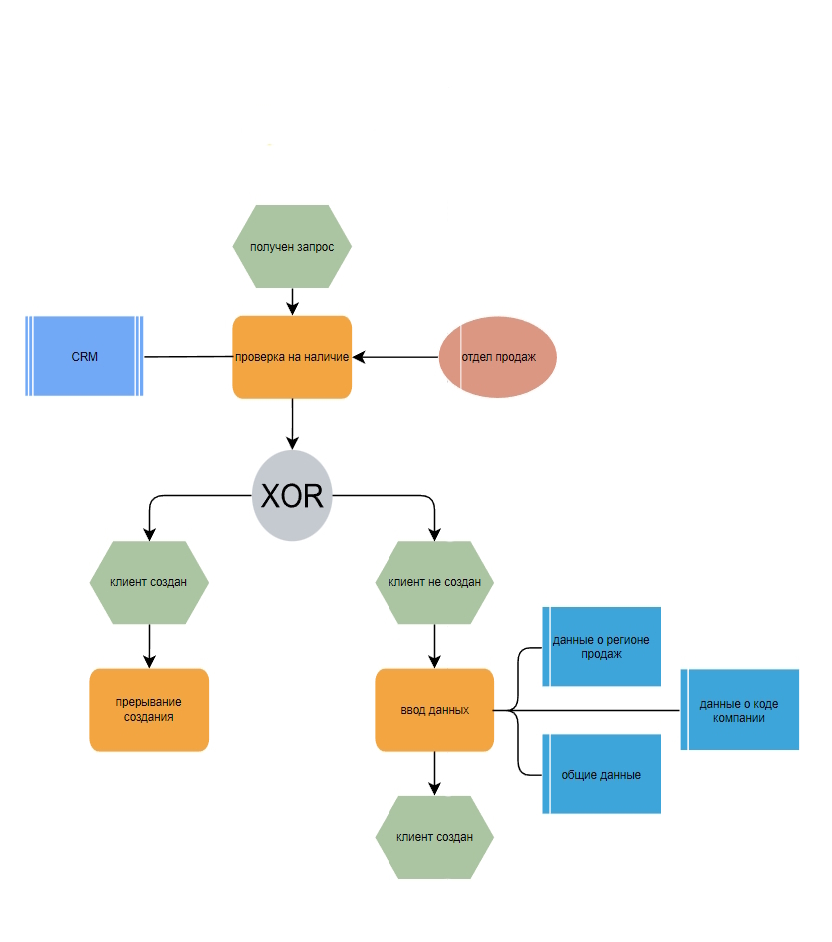 получен запрос
CRM
проверка на наличие
отдел продаж
XOR
клиент создан
клиент не создан
данные о регионе
продаж
прерывание
создания
ввод данных
данные о коде
компании
общие данные
клиент создан